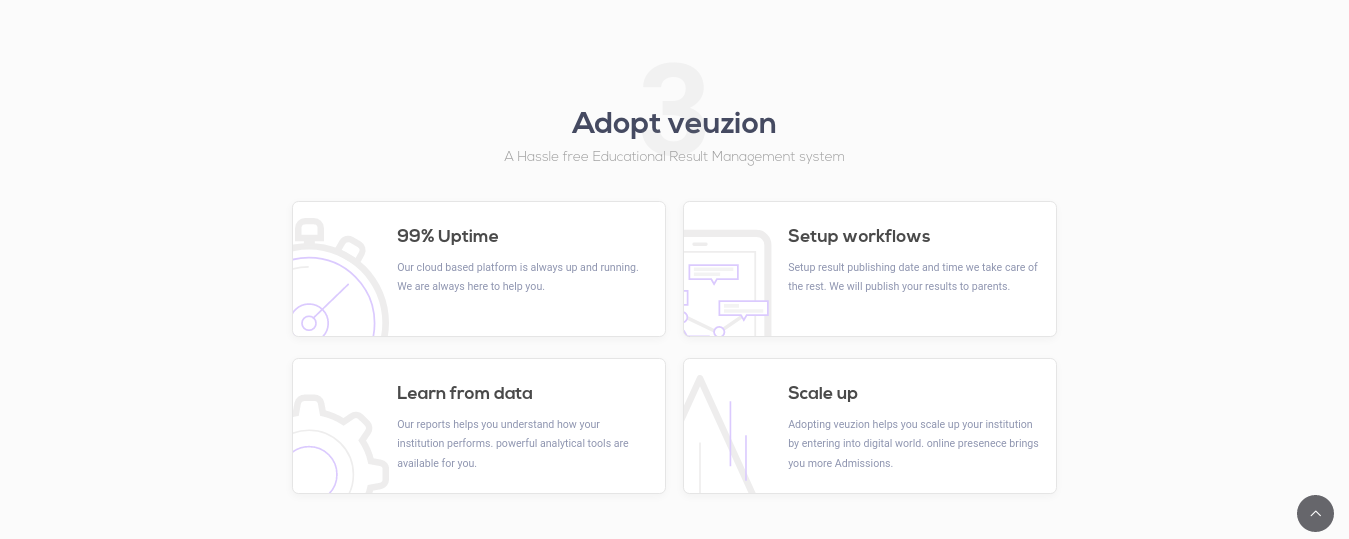 3
Adopt veuzion
A Hassle free Educational Result Management system
99% Uptime
Our cloud based platform is always up and running.
We are always here to help you.
Setup workflows
Setup result publishing date and time we take care of
the rest. We will publish your results to parents.
Learn from data
Our reports helps you understand how your
institution performs. powerful analytical tools are
available for you.
Scale up
Adopting veuzion helps you scale up your institution
by entering into digital world. online presenece brings
you more Admissions.